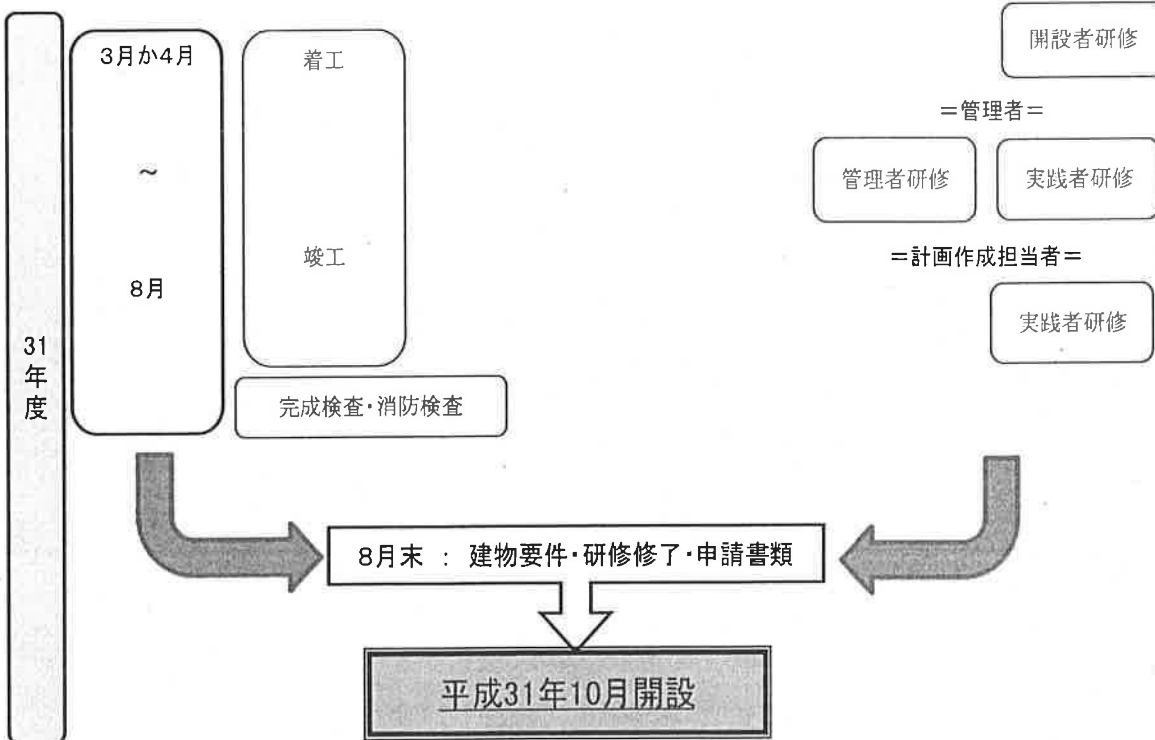 31
年
度
3月か4月
～
8月
着工
竣工
完成検査・消防検査
開設者研修
＝管理者＝
管理者研修
実践者研修
＝計画作成担当者＝
実践者研修
8月末 ： 建物要件・研修修了・申請書類
平成31年10月開設